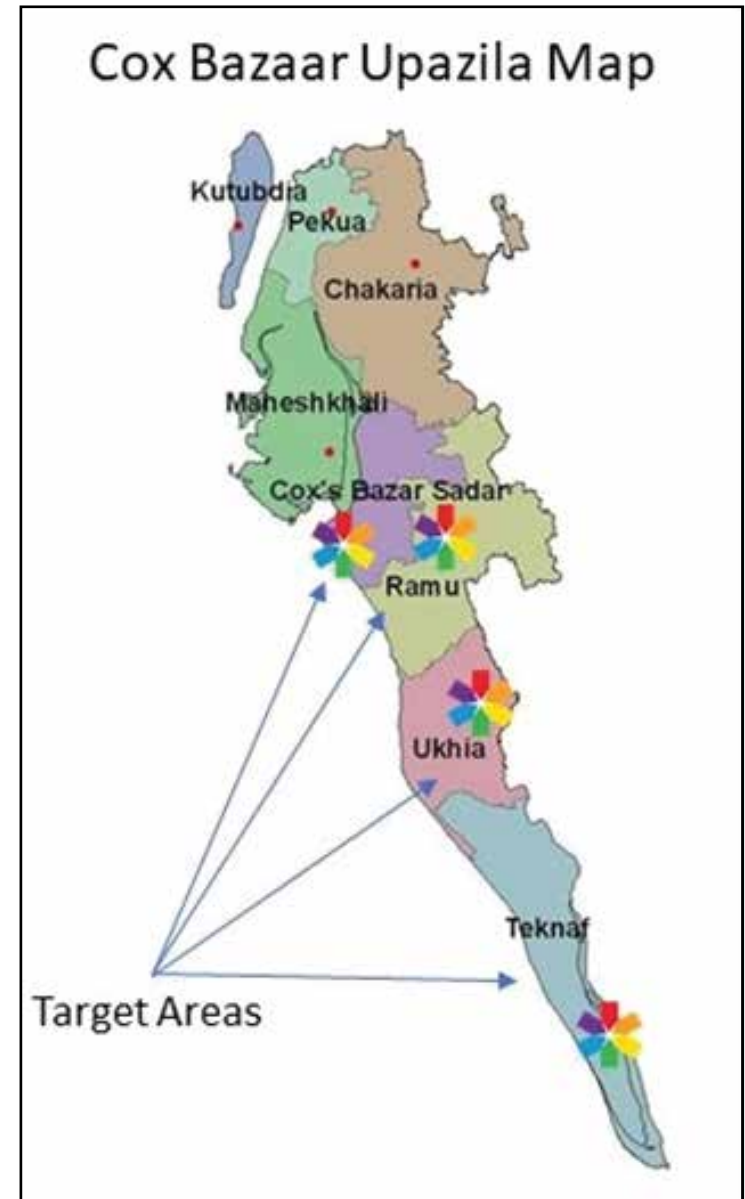 Cox Bazaar Upazila Map
Kutubdia
Pekua
Chakaria
Maheshkhali
Cox's Bazar Sadar
Ramu
Ukhia
Teknaf
Target Areas